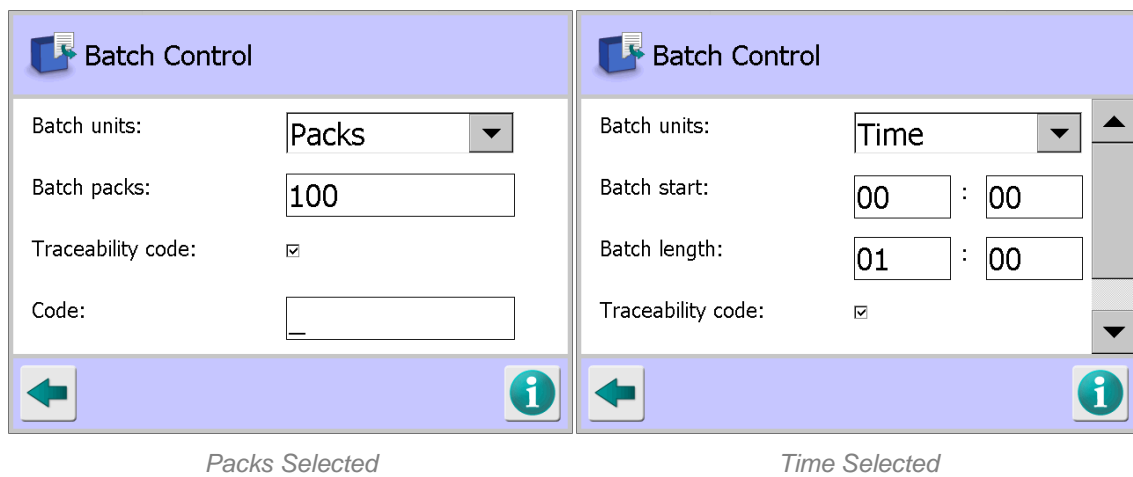 Batch Control
Batch units:
Packs
Batch packs:
100
Traceability code:
Code:
_
Batch Control
Batch units:
Time
Batch start:
00 : 00
Batch length:
01 : 00
Traceability code:
Packs Selected
Time Selected